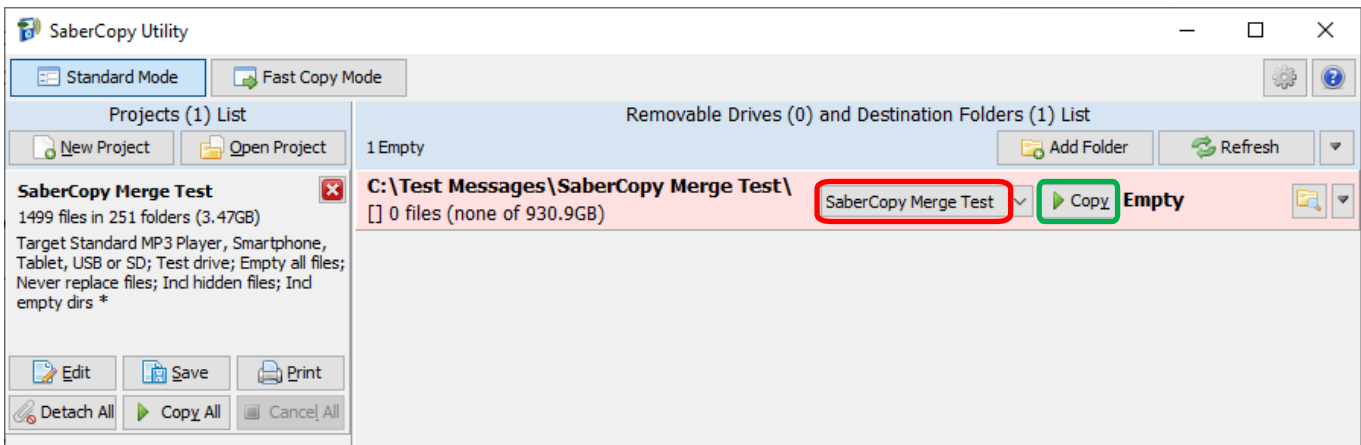 SaberCopy Utility
Standard Mode
Fast Copy Mode
Projects (1) List
New Project
Open Project
SaberCopy Merge Test
1499 files in 251 folders (3.47GB)
Target Standard MP3 Player, Smartphone,
Tablet, USB or SD; Test drive; Empty all files;
Never replace files; Incl hidden files; Incl
empty dirs *
Edit
Save
Print
Detach All
Copy All
Cancel All
Removable Drives (0) and Destination Folders (1) List
1 Empty
Add Folder
Refresh
C:\Test Messages\SaberCopy Merge Test\
[] 0 files (none of 930.9GB)
SaberCopy Merge Test
Copy
Empty